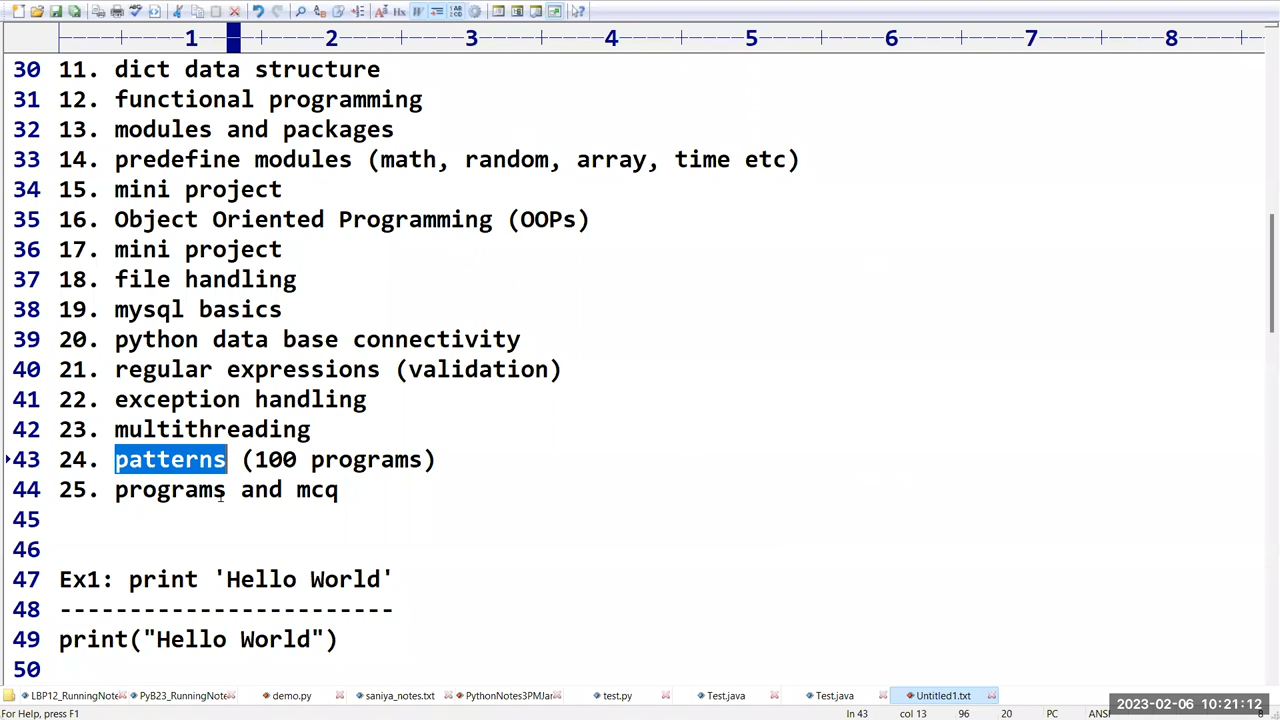 1 2 3 4 5 6 7 8
30 11. dict data structure
31 12. functional programming
32 13. modules and packages
33 14. predefine modules (math, random, array, time etc)
34 15. mini project
35 16. Object Oriented Programming (OOPs)
36 17. mini project
37 18. file handling
38 19. mysql basics
39 20. python data base connectivity
40 21. regular expressions (validation)
41 22. exception handling
42 23. multithreading
43 24. patterns (100 programs)
44 25. programs and mcq
45
46
47 Ex1: print 'Hello World'
48 ------------------------
49 print("Hello World")
50
LBP12_RunningNote PyB23_RunningNote demo.py saniya_notes.txt PythonNotes3PMJan test.py Test.java Test.java Untitled1.txt
For Help, press F1 ln 43 col 13 96 20 PC ANSI 2023-02-06 10:21:12